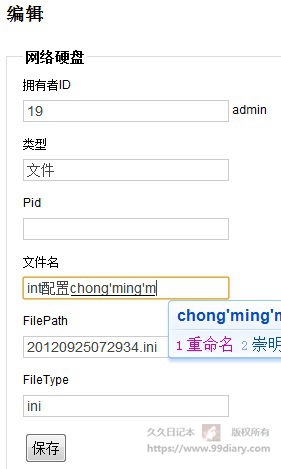 编辑
网络硬盘
拥有者ID
19 admin
类型
文件
Pid
文件名
int配置chong'ming'm
chong'ming'm
1 重命名 2 崇明
FilePath
20120925072934.ini
FileType
ini
保存
久久日记本 版权所有
https://www.99diary.com